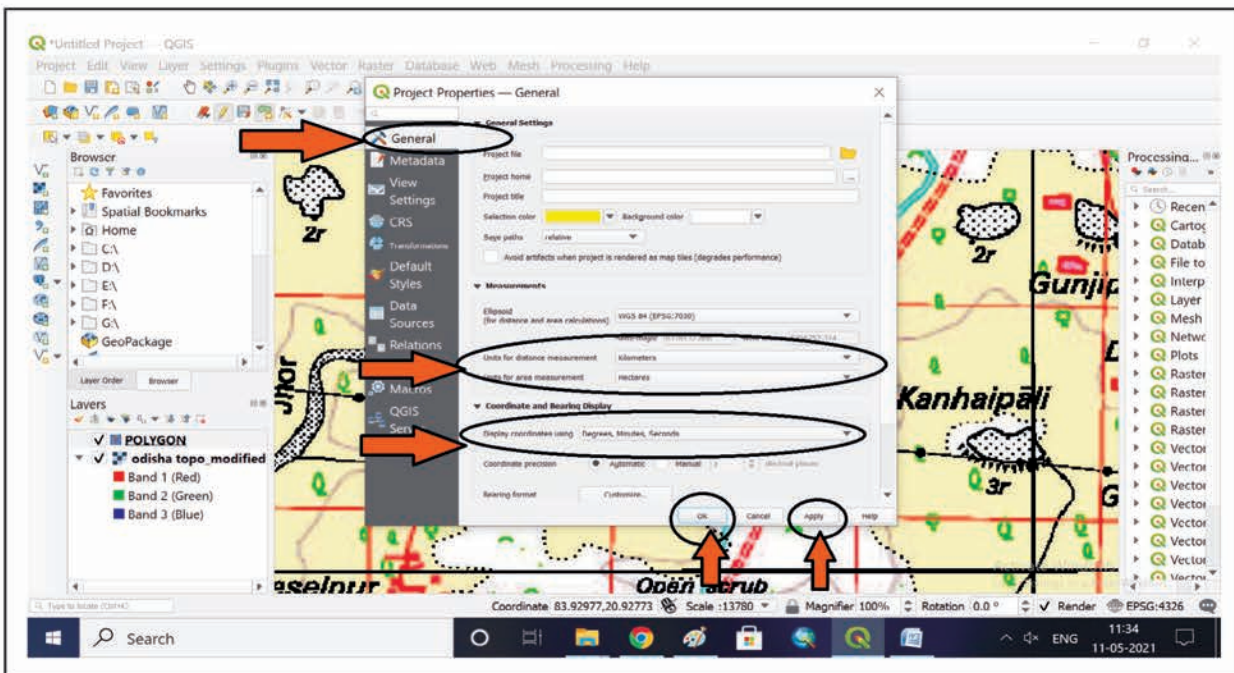 *Untitled Project — QGIS
Project Edit View Layer Settings Plugins Vector Raster Database Web Mesh Processing Help
Project Properties — General
General
Metadata
View
Settings
CRS
Transformations
Default
Styles
Data
Sources
Relations
Macros
QGIS
General Settings
Project file
Project home
Project title
Selection color
Background color
Save paths relative
Avoid artifacts when project is rendered as map tiles (degrades performance)
Measurements
Ellipsoid
(for distance and area calculations) WGS 84 (EPSG:7030)
Units for distance measurement Kilometers
Units for area measurement Hectares
Coordinate and Bearing Display
Display coordinates using Degrees, Minutes, Seconds
Coordinate precision Automatic Manual decimal places
Bearing format Customize...
OK Cancel Apply Help
Browser
Favorites
Spatial Bookmarks
Home
C:\
D:\
E:\
F:\
G:\
GeoPackage
Layer Order Browser
Layers
POLYGON
odisha topo_modified
Band 1 (Red)
Band 2 (Green)
Band 3 (Blue)
2r
Jhor
2r
Gunjip
Kanhaipāli
3r
G
eselpur
Open scrub
Processing...
Search...
Recen
Cartog
Datab
File to
Interp
Layer
Mesh
Netwo
Plots
Raster
Raster
Raster
Raster
Vector
Vector
Vector
Vector
Vector
Vector
Vector
Type to locate (Ctrl+K)
Coordinate 83.92977,20.92773 Scale :13780 Magnifier 100% Rotation 0.0 ° Render EPSG:4326
Search
ENG
11:34
11-05-2021